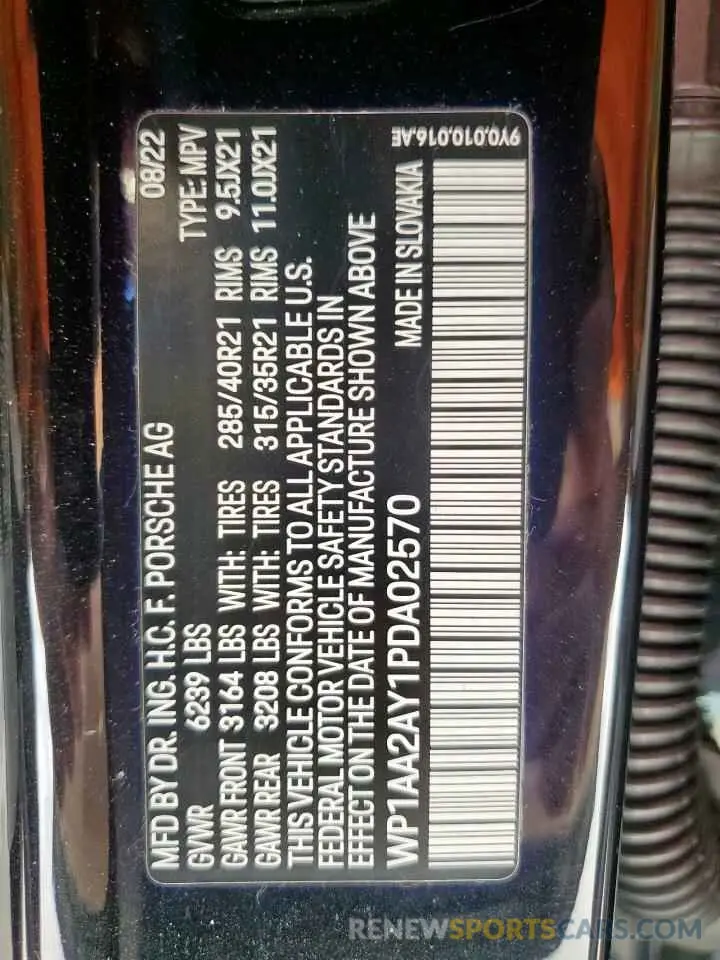 MFD BY DR. ING. H.C. F. PORSCHE AG 08/22
GVWR 6239 LBS TYPE: MPV
GAWR FRONT 3164 LBS WITH: TIRES 285/40R21 RIMS 9.5JX21
GAWR REAR 3208 LBS WITH: TIRES 315/35R21 RIMS 11.0JX21
THIS VEHICLE CONFORMS TO ALL APPLICABLE U.S.
FEDERAL MOTOR VEHICLE SAFETY STANDARDS IN
EFFECT ON THE DATE OF MANUFACTURE SHOWN ABOVE
WP1AA2AY1PDA02570 MADE IN SLOVAKIA
9Y0.010.016.AE
RENEWSPORTSCARS.COM